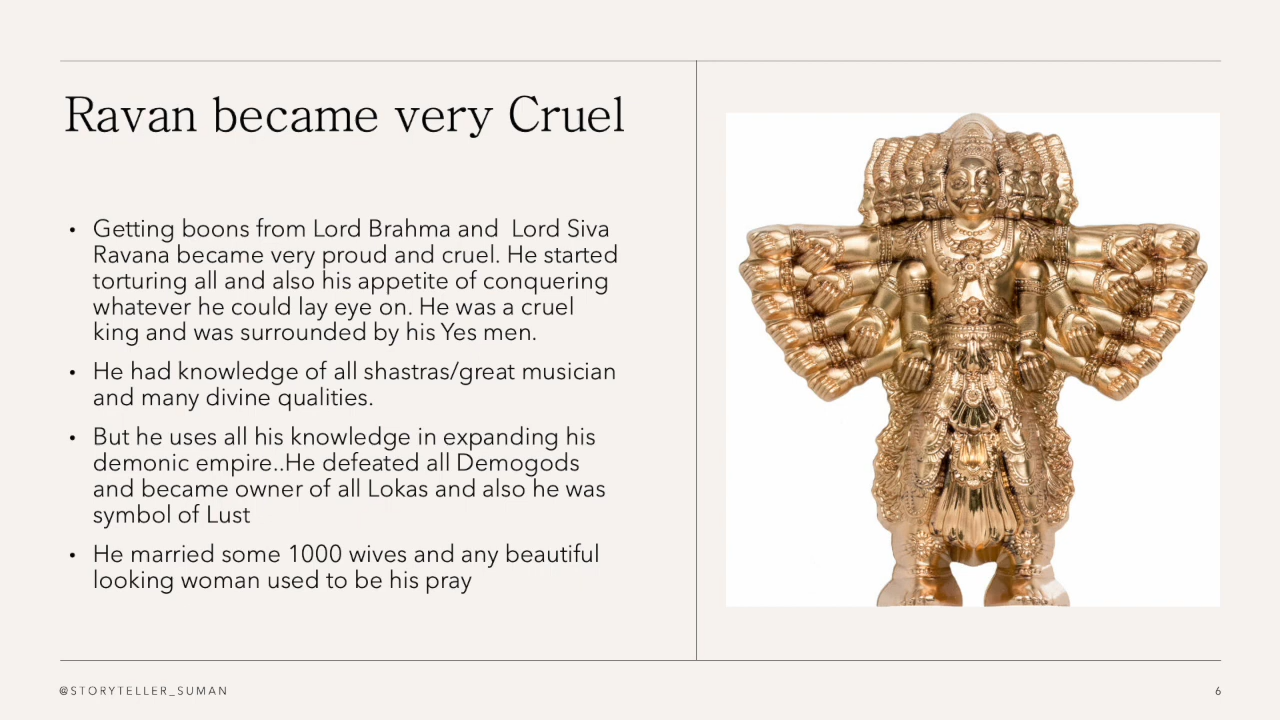 Ravan became very Cruel
• Getting boons from Lord Brahma and  Lord Siva
Ravana became very proud and cruel. He started
torturing all and also his appetite of conquering
whatever he could lay eye on. He was a cruel
king and was surrounded by his Yes men.
• He had knowledge of all shastras/great musician
and many divine qualities.
• But he uses all his knowledge in expanding his
demonic empire..He defeated all Demogods
and became owner of all Lokas and also he was
symbol of Lust
• He married some 1000 wives and any beautiful
looking woman used to be his pray
@STORYTELLER_SUMAN
6